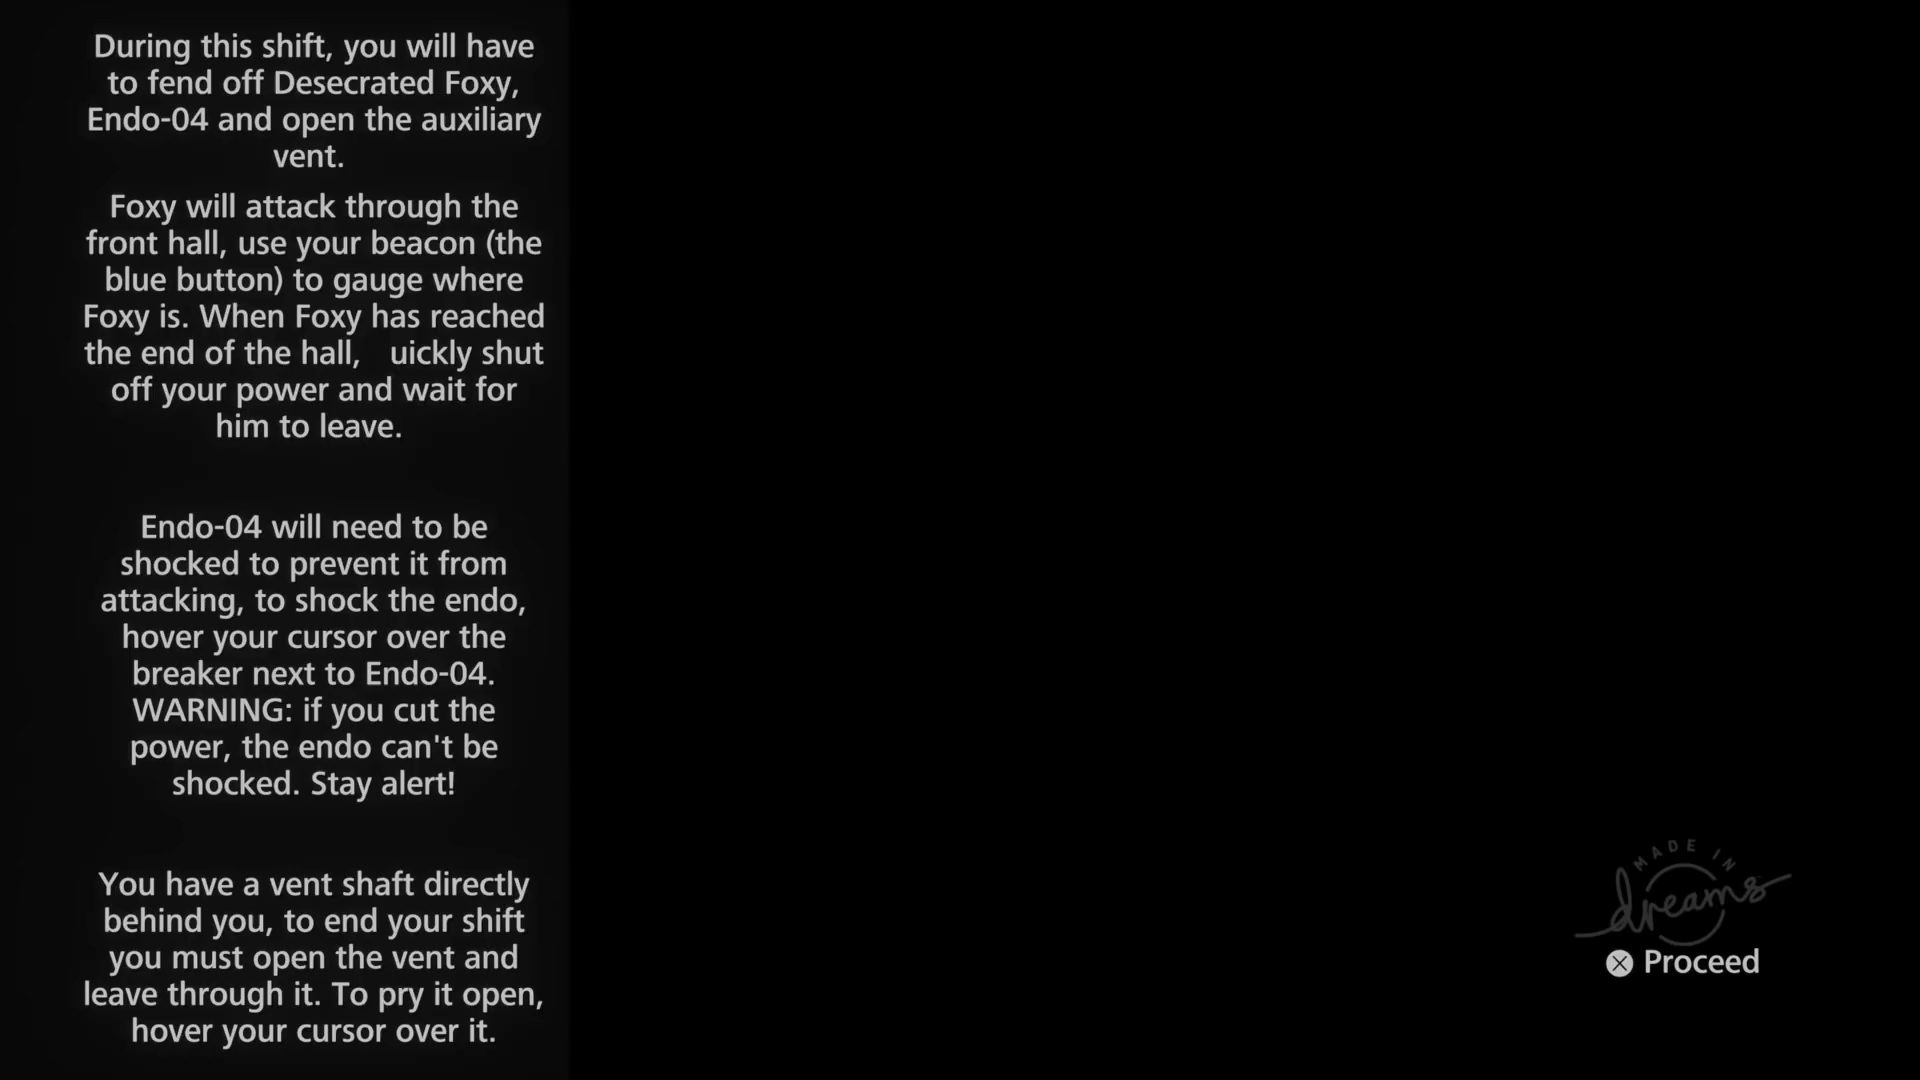 During this shift, you will have
to fend off Desecrated Foxy,
Endo-04 and open the auxiliary
vent.
Foxy will attack through the
front hall, use your beacon (the
blue button) to gauge where
Foxy is. When Foxy has reached
the end of the hall,   uickly shut
off your power and wait for
him to leave.
Endo-04 will need to be
shocked to prevent it from
attacking, to shock the endo,
hover your cursor over the
breaker next to Endo-04.
WARNING: if you cut the
power, the endo can't be
shocked. Stay alert!
You have a vent shaft directly
behind you, to end your shift
you must open the vent and
leave through it. To pry it open,
hover your cursor over it.
MADE IN
dreams
Proceed